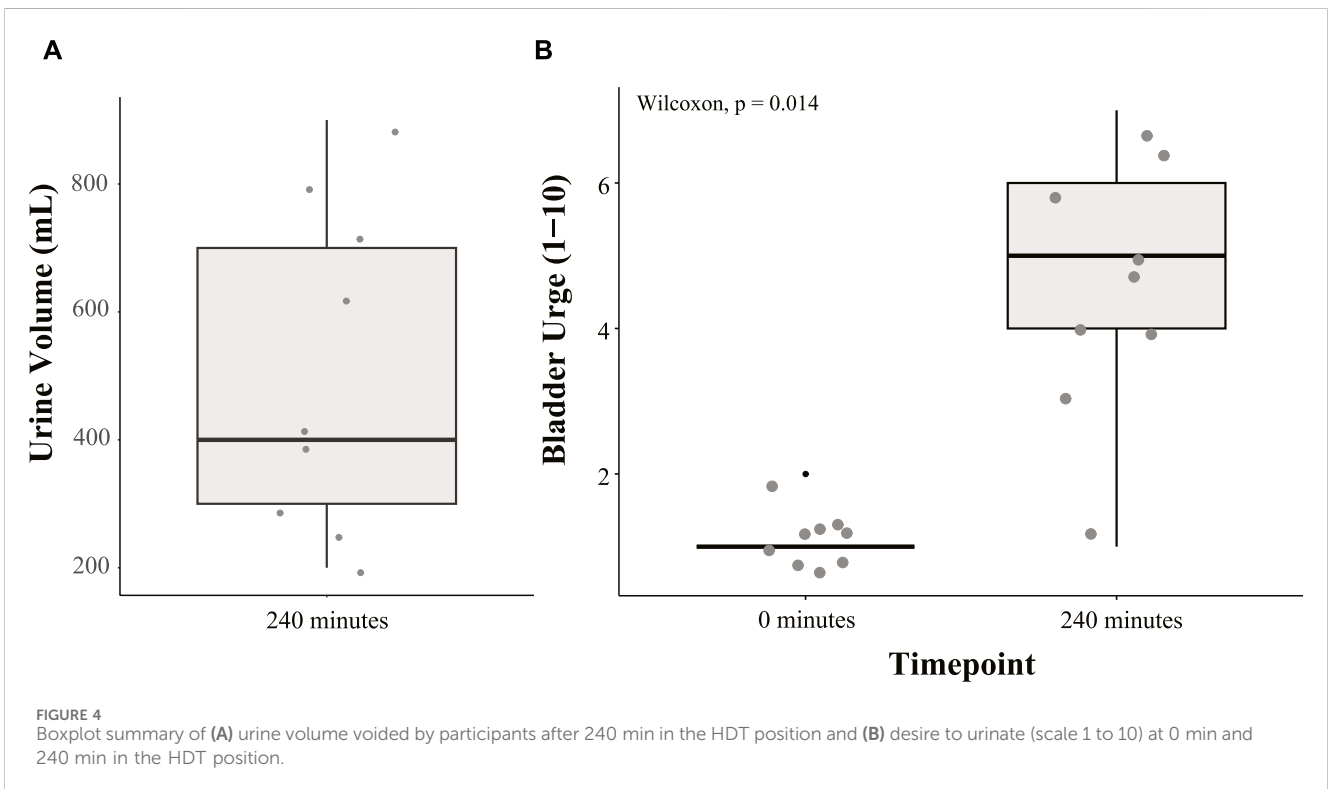 A
B
Wilcoxon, p = 0.014
Urine Volume (mL)
800
600
400
200
240 minutes
Bladder Urge (1–10)
6
4
2
0 minutes
240 minutes
Timepoint
FIGURE 4
Boxplot summary of (A) urine volume voided by participants after 240 min in the HDT position and (B) desire to urinate (scale 1 to 10) at 0 min and
240 min in the HDT position.